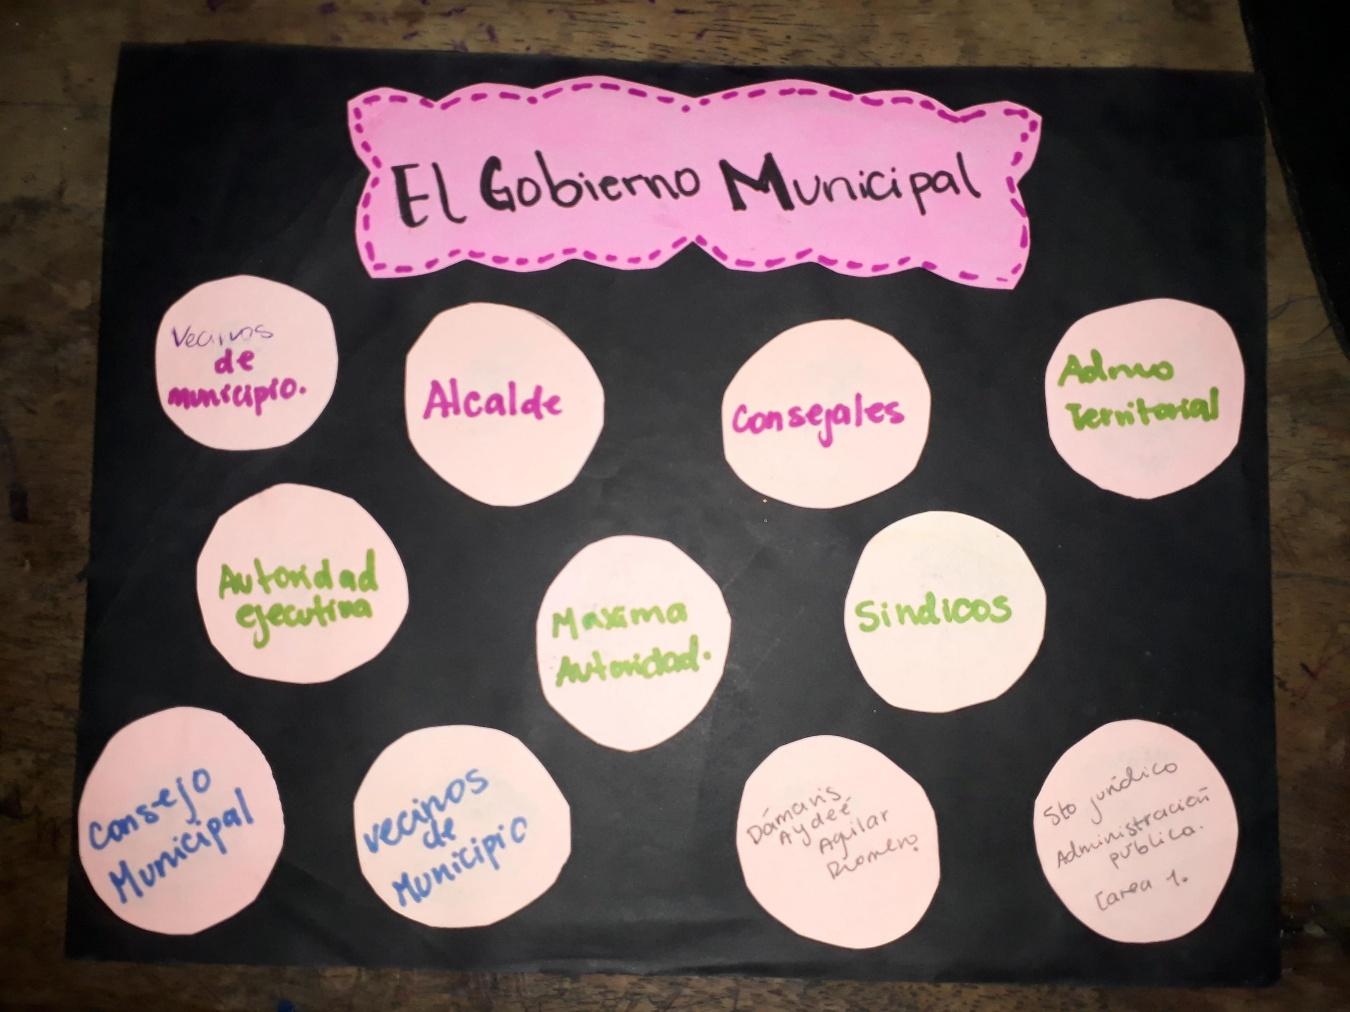 El Gobierno Municipal
Vecinos
de
municipio.
Alcalde
Consejales
Admo
Territorial
Autoridad
ejecutiva
Maxima
Autoridad.
Sindicos
Consejo
Municipal
vecinos
de
Municipio
Dámaris
Aydeé
Aguilar
Romero
5to jurídico
Administración
pública.
Tarea 1.